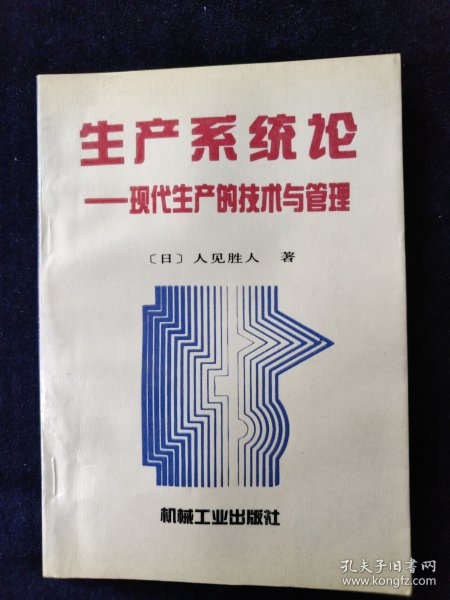 生产系统论
——现代生产的技术与管理
〔日〕人见胜人 著
机械工业出版社
孔夫子旧书网
www.kongfz.com